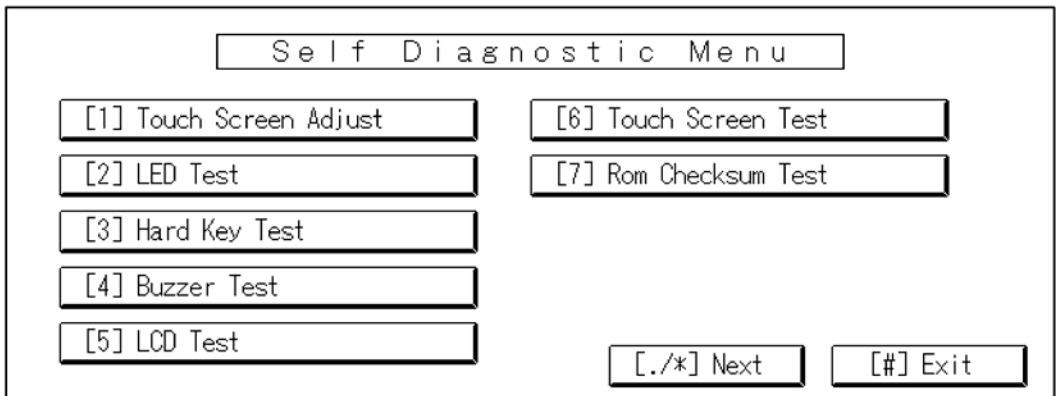 Self Diagnostic Menu
[1] Touch Screen Adjust
[2] LED Test
[3] Hard Key Test
[4] Buzzer Test
[5] LCD Test
[6] Touch Screen Test
[7] Rom Checksum Test
[./*] Next
[#] Exit